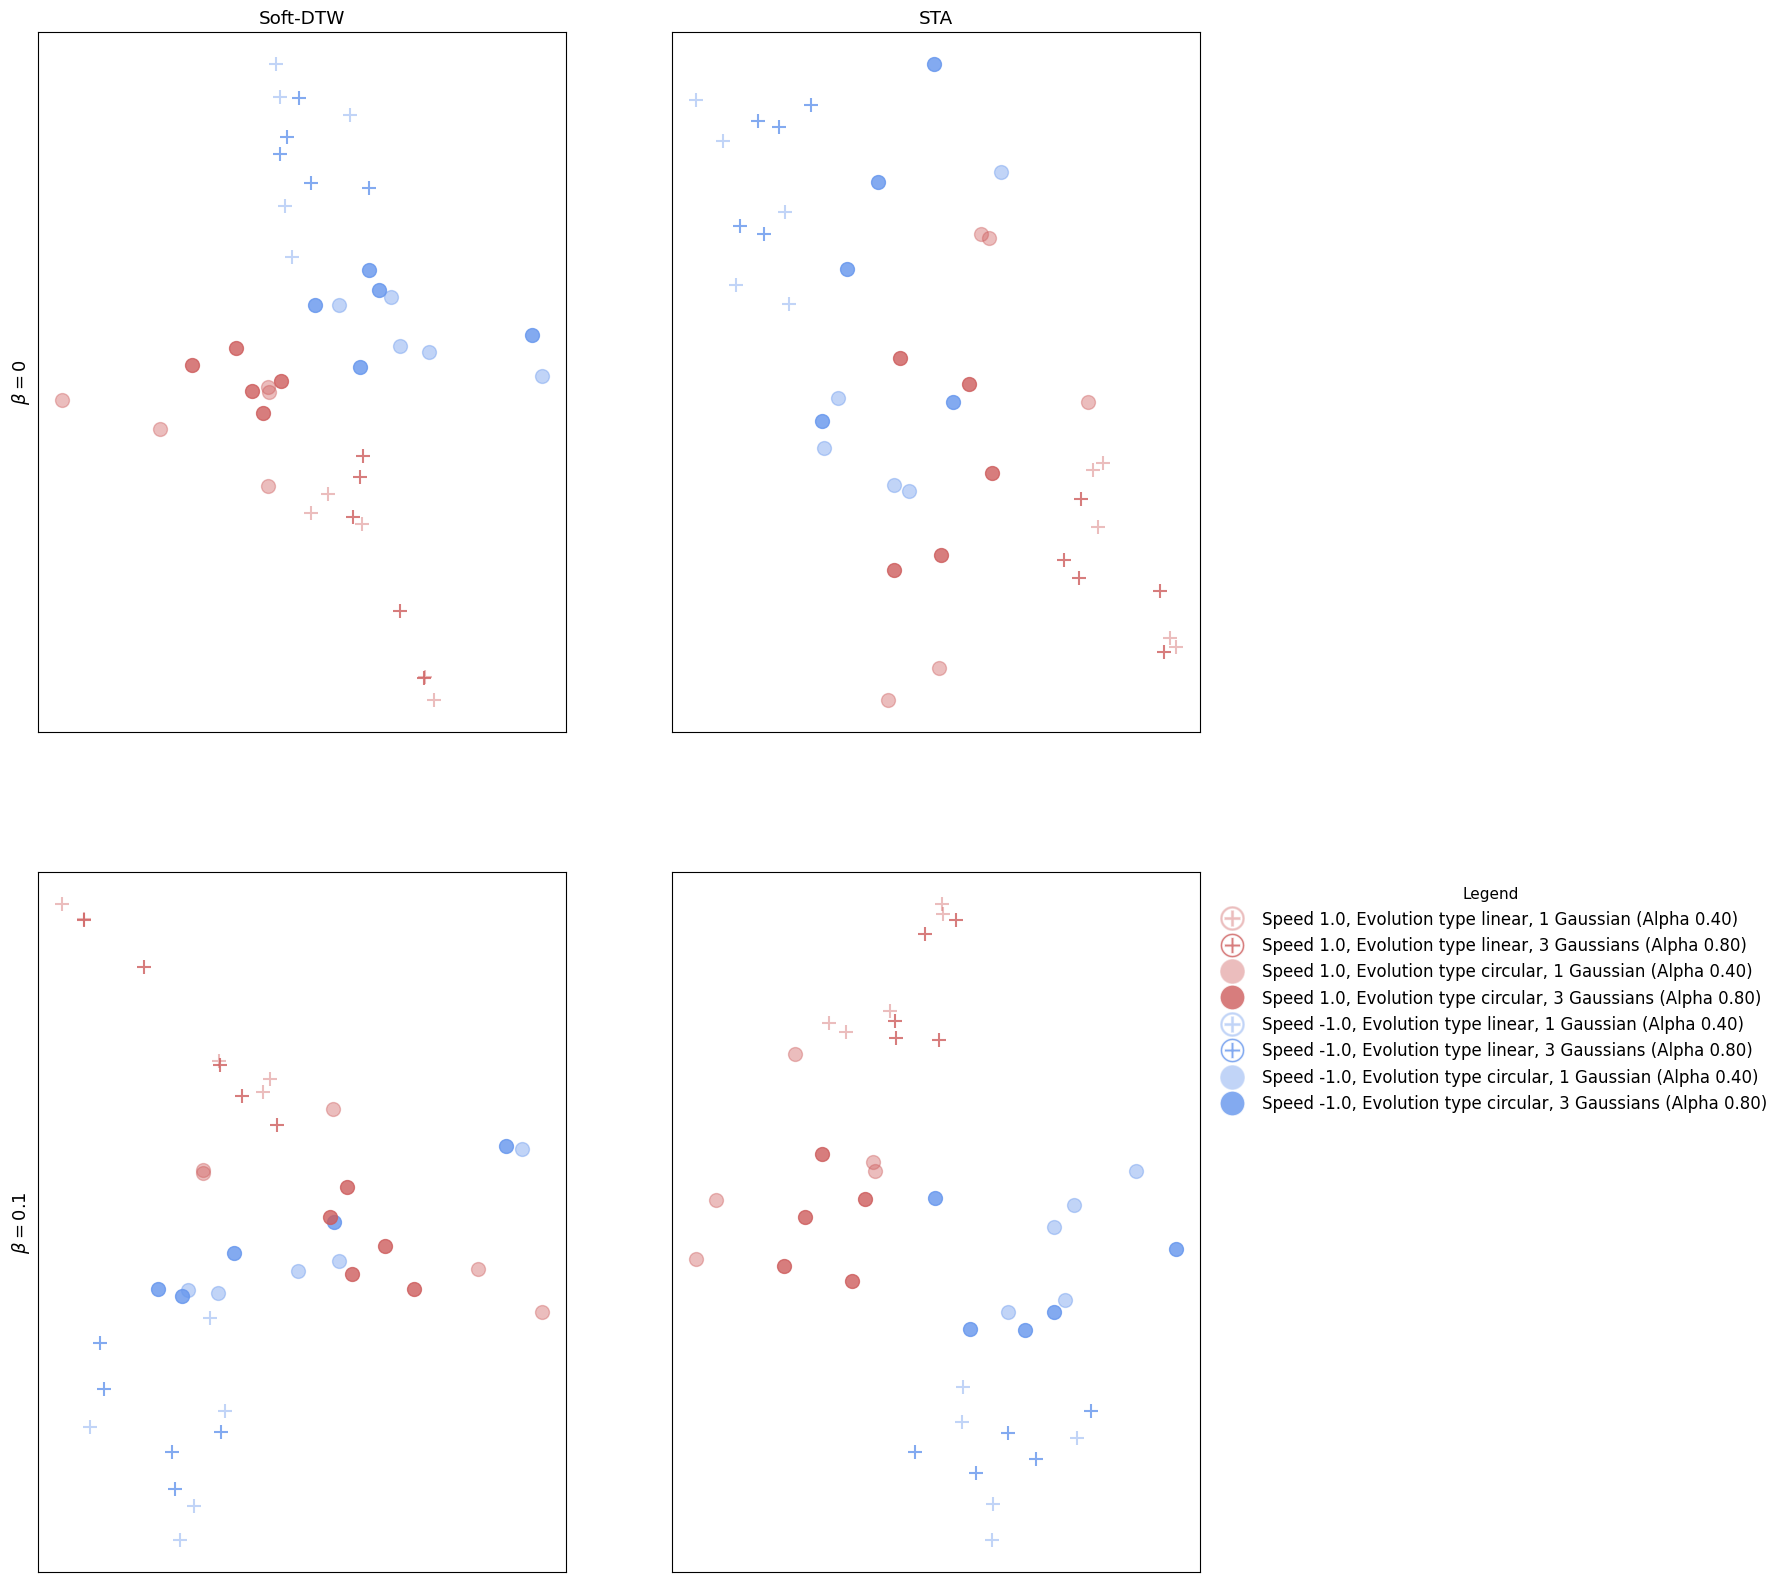 Soft-DTW
STA
β = 0
β = 0.1
Legend
Speed 1.0, Evolution type linear, 1 Gaussian (Alpha 0.40)
Speed 1.0, Evolution type linear, 3 Gaussians (Alpha 0.80)
Speed 1.0, Evolution type circular, 1 Gaussian (Alpha 0.40)
Speed 1.0, Evolution type circular, 3 Gaussians (Alpha 0.80)
Speed -1.0, Evolution type linear, 1 Gaussian (Alpha 0.40)
Speed -1.0, Evolution type linear, 3 Gaussians (Alpha 0.80)
Speed -1.0, Evolution type circular, 1 Gaussian (Alpha 0.40)
Speed -1.0, Evolution type circular, 3 Gaussians (Alpha 0.80)